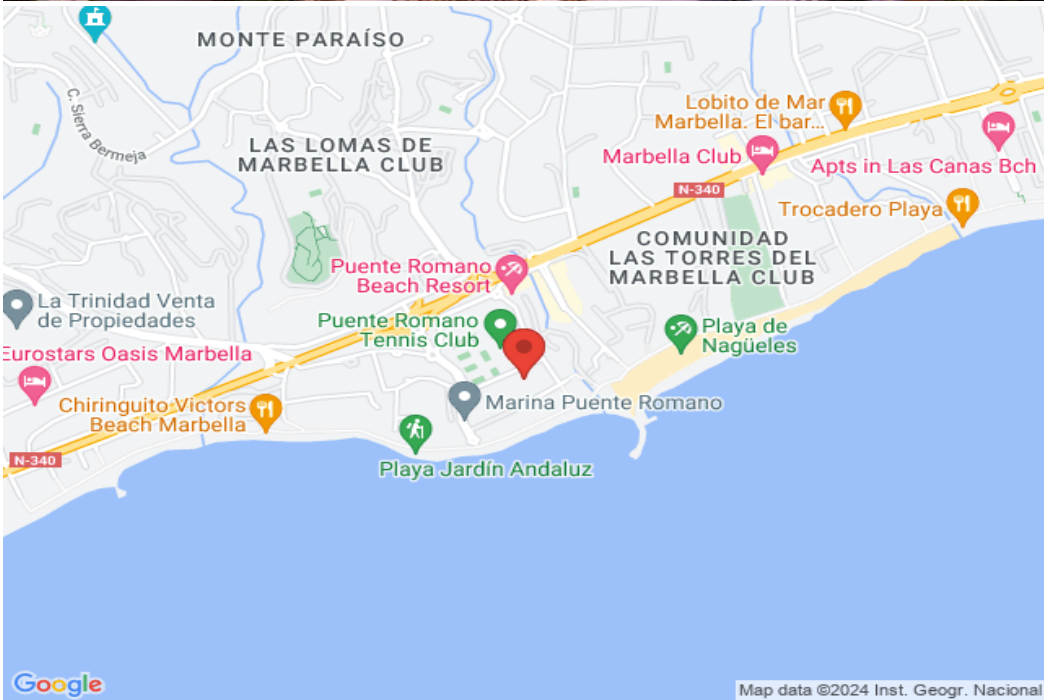 MONTE PARAÍSO
C. Sierra Bermeja
LAS LOMAS DE
MARBELLA CLUB
Lobito de Mar
Marbella. El bar...
Marbella Club
Apts in Las Canas Bch
N-340
Trocadero Playa
COMUNIDAD
LAS TORRES DEL
MARBELLA CLUB
Puente Romano
Beach Resort
La Trinidad Venta
de Propiedades
Puente Romano
Tennis Club
Playa de
Nagüeles
Eurostars Oasis Marbella
Chiringuito Victors
Beach Marbella
Marina Puente Romano
N-340
Playa Jardín Andaluz
Google
Map data ©2024 Inst. Geogr. Nacional